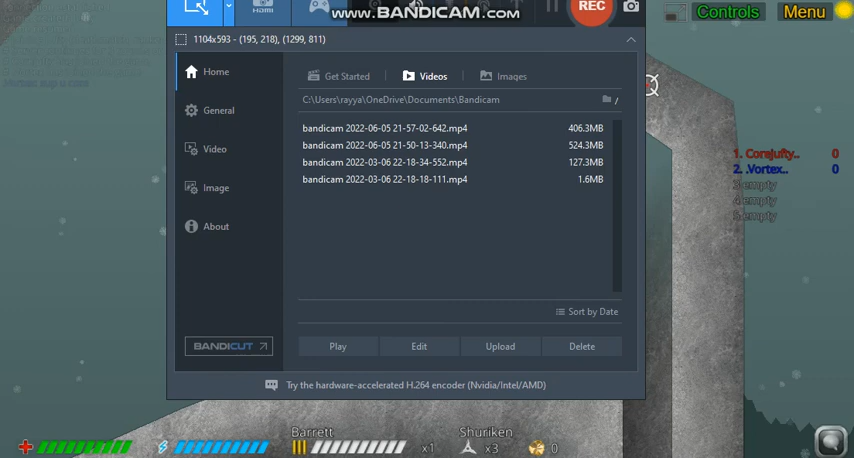 www.BANDICAM.com
REC
HDMI
Controls
Menu
1104x593 - (195, 218), (1299, 811)
Home
General
Video
Image
About
BANDICUT
Get Started
Videos
Images
C:\Users\rayya\OneDrive\Documents\Bandicam
/
bandicam 2022-06-05 21-57-02-642.mp4 406.3MB
bandicam 2022-06-05 21-50-13-340.mp4 524.3MB
bandicam 2022-03-06 22-18-34-552.mp4 127.3MB
bandicam 2022-03-06 22-18-18-111.mp4 1.6MB
Sort by Date
Play Edit Upload Delete
Try the hardware-accelerated H.264 encoder (Nvidia/Intel/AMD)
1. Corejufty.. 0
2. .Vortex.. 0
3 empty
4 empty
5 empty
Barrett
x1
Shuriken
x3
0